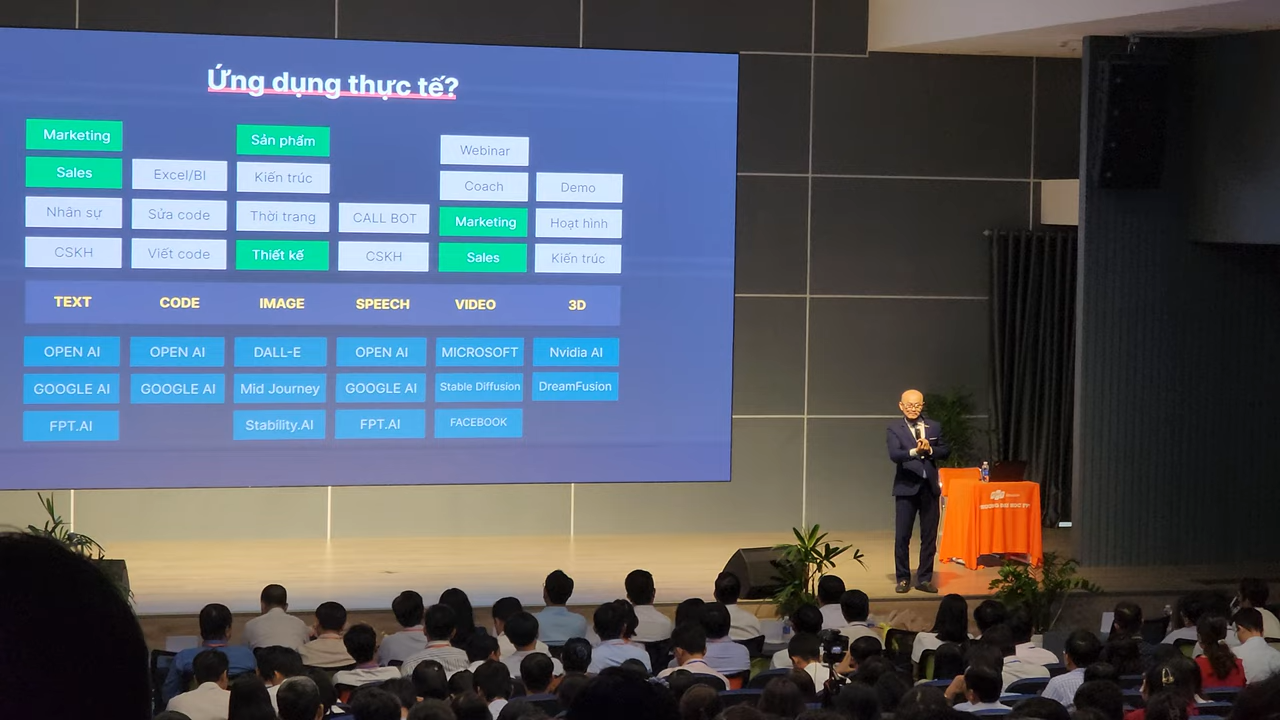 Ứng dụng thực tế?
Marketing
Sản phẩm
Webinar
Sales
Excel/BI
Kiến trúc
Coach
Demo
Nhân sự
Sửa code
Thời trang
CALL BOT
Marketing
Hoạt hình
CSKH
Viết code
Thiết kế
CSKH
Sales
Kiến trúc
TEXT CODE IMAGE SPEECH VIDEO 3D
OPEN AI
OPEN AI
DALL-E
OPEN AI
MICROSOFT
Nvidia AI
GOOGLE AI
GOOGLE AI
Mid Journey
GOOGLE AI
Stable Diffusion
DreamFusion
FPT.AI
Stability.AI
FPT.AI
FACEBOOK